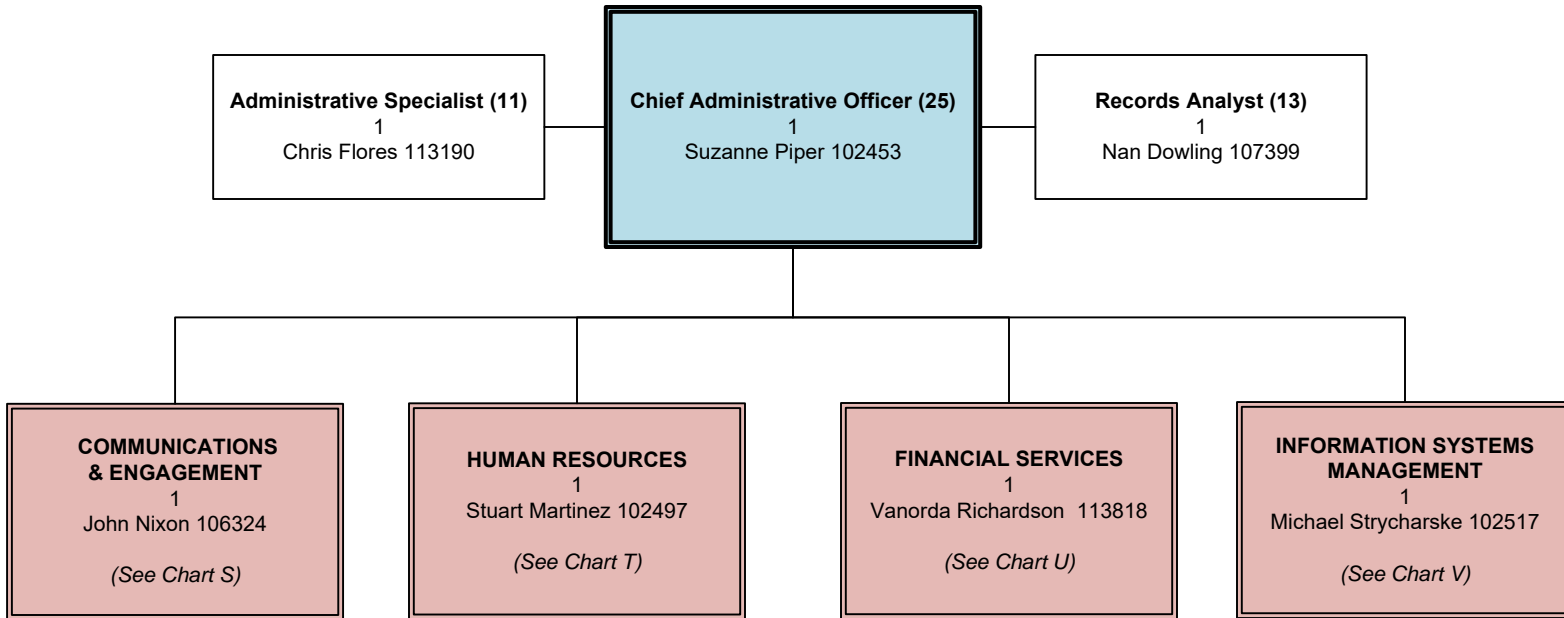 Administrative Specialist (11)
1
Chris Flores 113190
Chief Administrative Officer (25)
1
Suzanne Piper 102453
Records Analyst (13)
1
Nan Dowling 107399
COMMUNICATIONS
& ENGAGEMENT
1
John Nixon 106324
(See Chart S)
HUMAN RESOURCES
1
Stuart Martinez 102497
(See Chart T)
FINANCIAL SERVICES
1
Vanorda Richardson  113818
(See Chart U)
INFORMATION SYSTEMS
MANAGEMENT
1
Michael Strycharske 102517
(See Chart V)